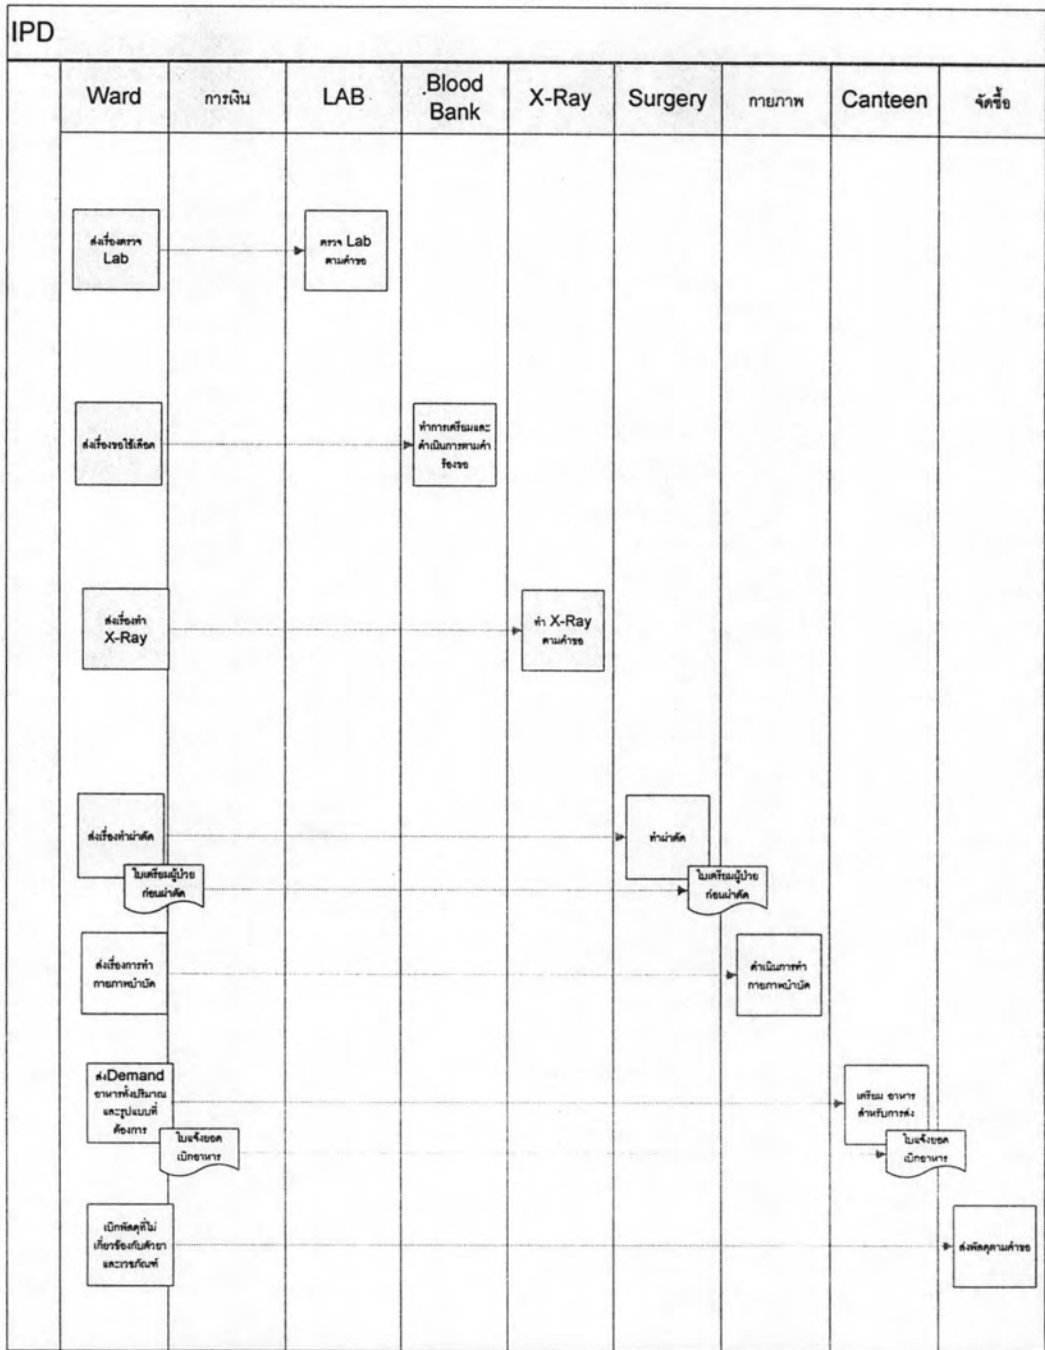 IPD
Ward
การเงิน
LAB
Blood
Bank
X-Ray
Surgery
กายภาพ
Canteen
จัดซื้อ
ส่งเรื่องตรวจ
Lab
ตรวจ Lab
ตามคำขอ
ส่งเรื่องขอใช้เลือด
ทำการเตรียมและ
ดำเนินการตามคำ
ร้องขอ
ส่งเรื่องทำ
X-Ray
ทำ X-Ray
ตามคำขอ
ส่งเรื่องทำผ่าตัด
ทำผ่าตัด
ใบเตรียมผู้ป่วย
ก่อนผ่าตัด
ใบเตรียมผู้ป่วย
ก่อนผ่าตัด
ส่งเรื่องการทำ
กายภาพบำบัด
ดำเนินการทำ
กายภาพบำบัด
ส่งDemand
อาหารทั้งปริมาณ
และรูปแบบที่
ต้องการ
เตรียม อาหาร
สำหรับการส่ง
ใบแจ้งยอด
เบิกอาหาร
ใบแจ้งยอด
เบิกอาหาร
เบิกพัสดุที่ไม่
เกี่ยวข้องกับตัวยา
และเวชภัณฑ์
ส่งพัสดุตามคำขอ